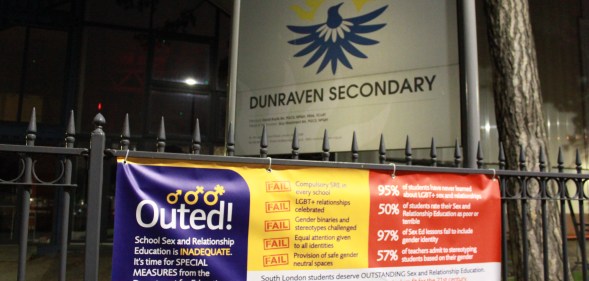 DUNRAVEN SECONDARY
Outed!
School Sex and Relationship
Education is INADEQUATE.
It's time for SPECIAL
MEASURES from the
FAIL Compulsory SRE in
every school
FAIL LGBT+ relationships
celebrated
FAIL Gender binaries and
stereotypes challenged
FAIL Equal attention given
to all identities
FAIL Provision of safe gender
neutral spaces
95% of students have never learned
about LGBT+ sex and relationships
50% of students rate their Sex and
Relationship Education as poor or
terrible
97% of Sex Ed lessons fail to include
gender identity
57% of teachers admit to stereotyping
students based on their gender
South London students deserve OUTSTANDING Sex and Relationship Education.